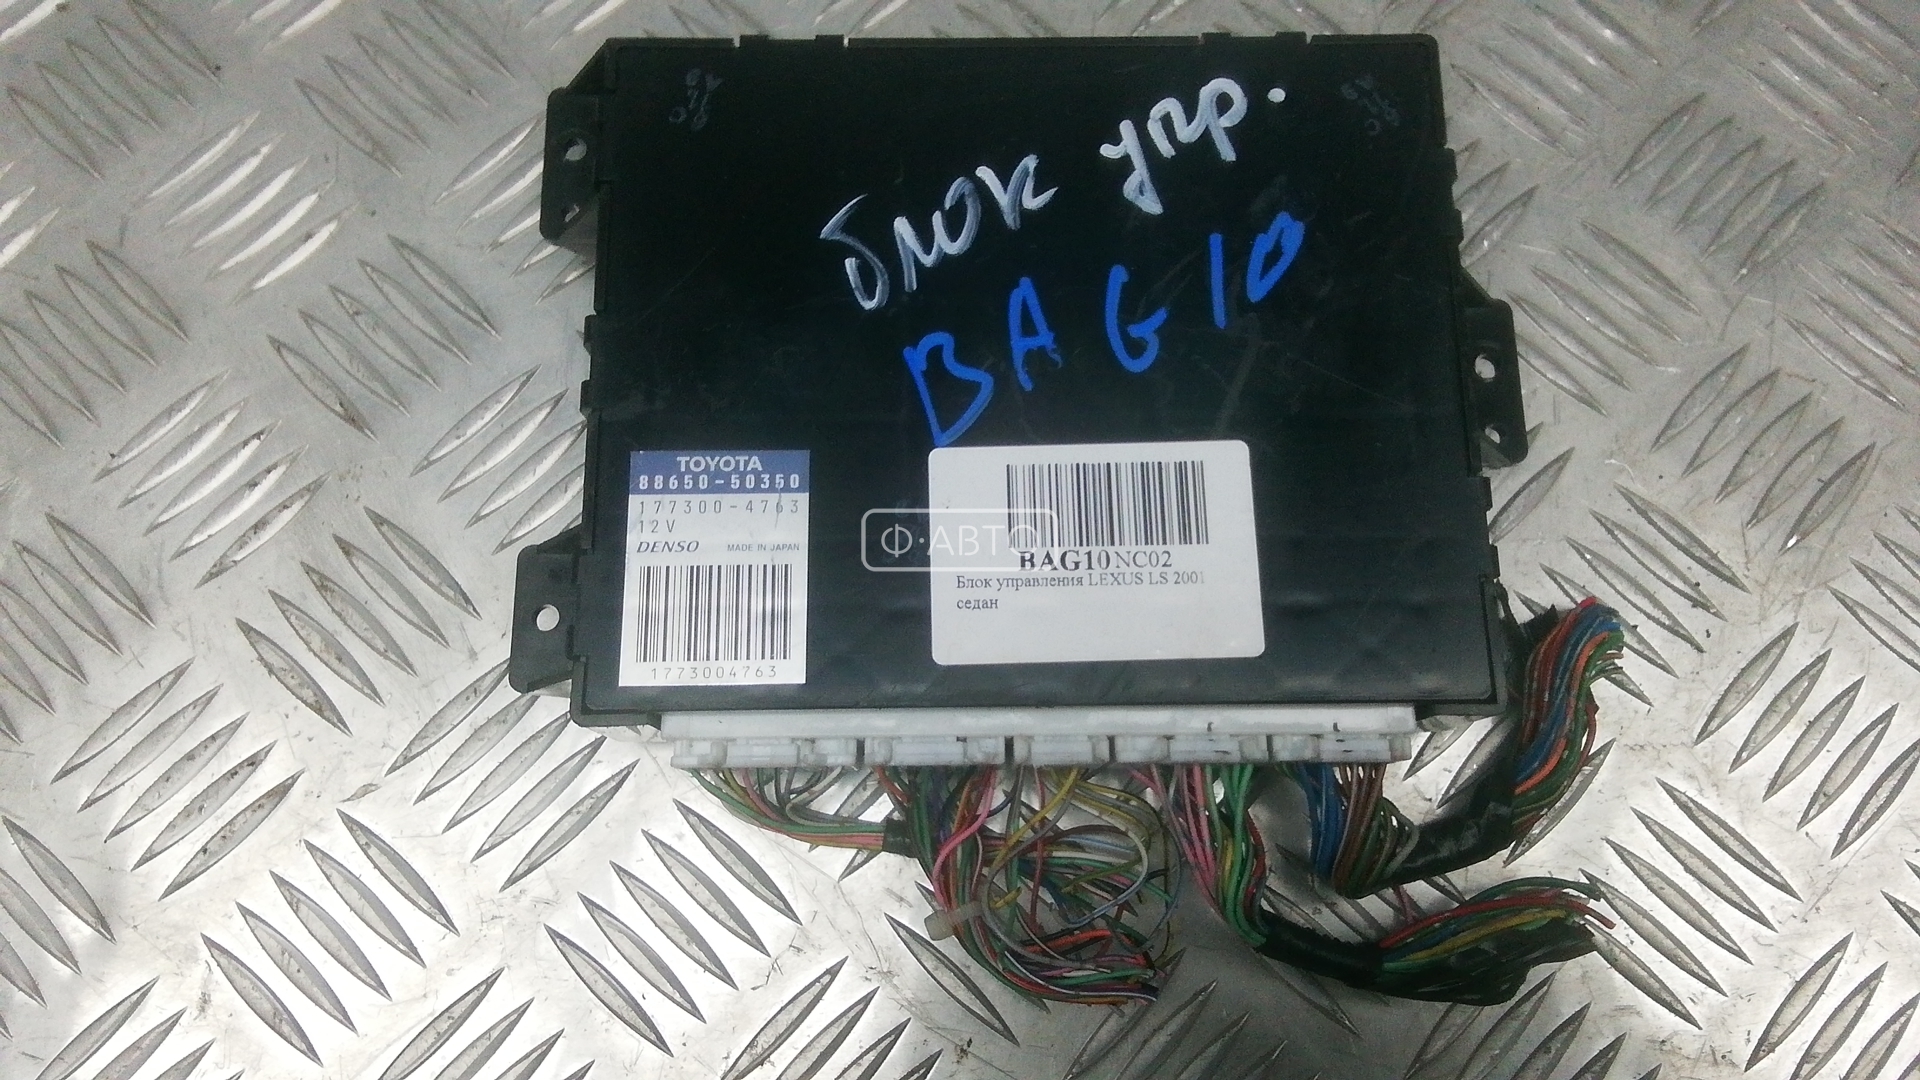 блок упр.
BAG10
TOYOTA
88650-50350
177300-4763
12V
DENSO MADE IN JAPAN
1773004763
Ф·АВТО
BAG10NC02
Блок управления LEXUS LS 2001
седан